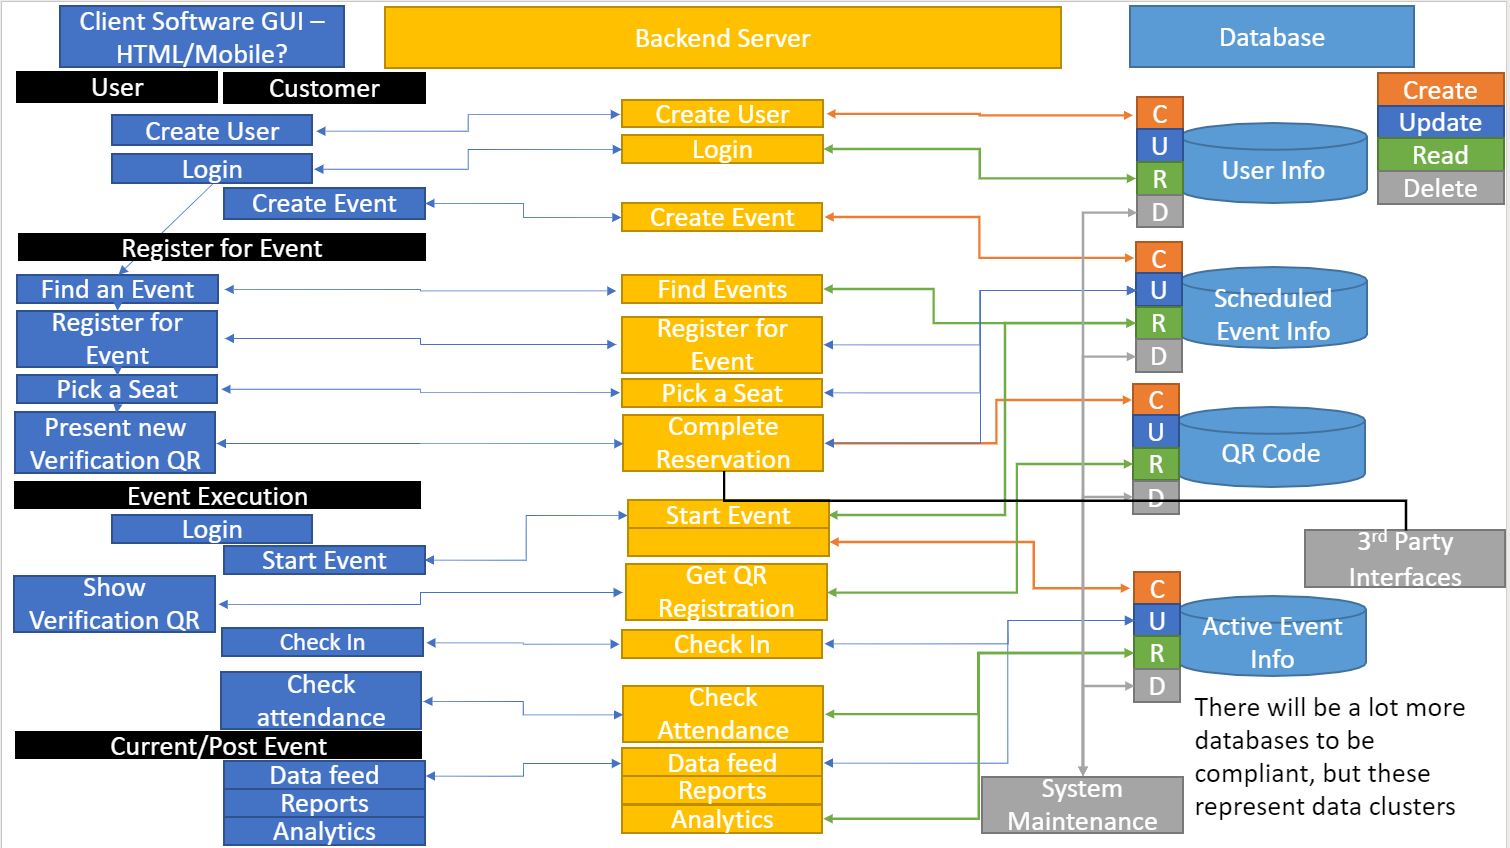 Client Software GUI –
HTML/Mobile?
Backend Server
Database
User
Customer
Create
Update
Read
Delete
Create User
Create User
C
U
R
D
User Info
Login
Login
Create Event
Create Event
Register for Event
Find an Event
Find Events
C
U
R
D
Scheduled
Event Info
Register for
Event
Register for
Event
Pick a Seat
Pick a Seat
Present new
Verification QR
Complete
Reservation
C
U
R
D
QR Code
Event Execution
Login
Start Event
Start Event
3rd Party
Interfaces
Show
Verification QR
Get QR
Registration
Check In
Check In
C
U
R
D
Active Event
Info
Check
attendance
Check
Attendance
Current/Post Event
Data feed
Reports
Analytics
Data feed
Reports
Analytics
System
Maintenance
There will be a lot more
databases to be
compliant, but these
represent data clusters